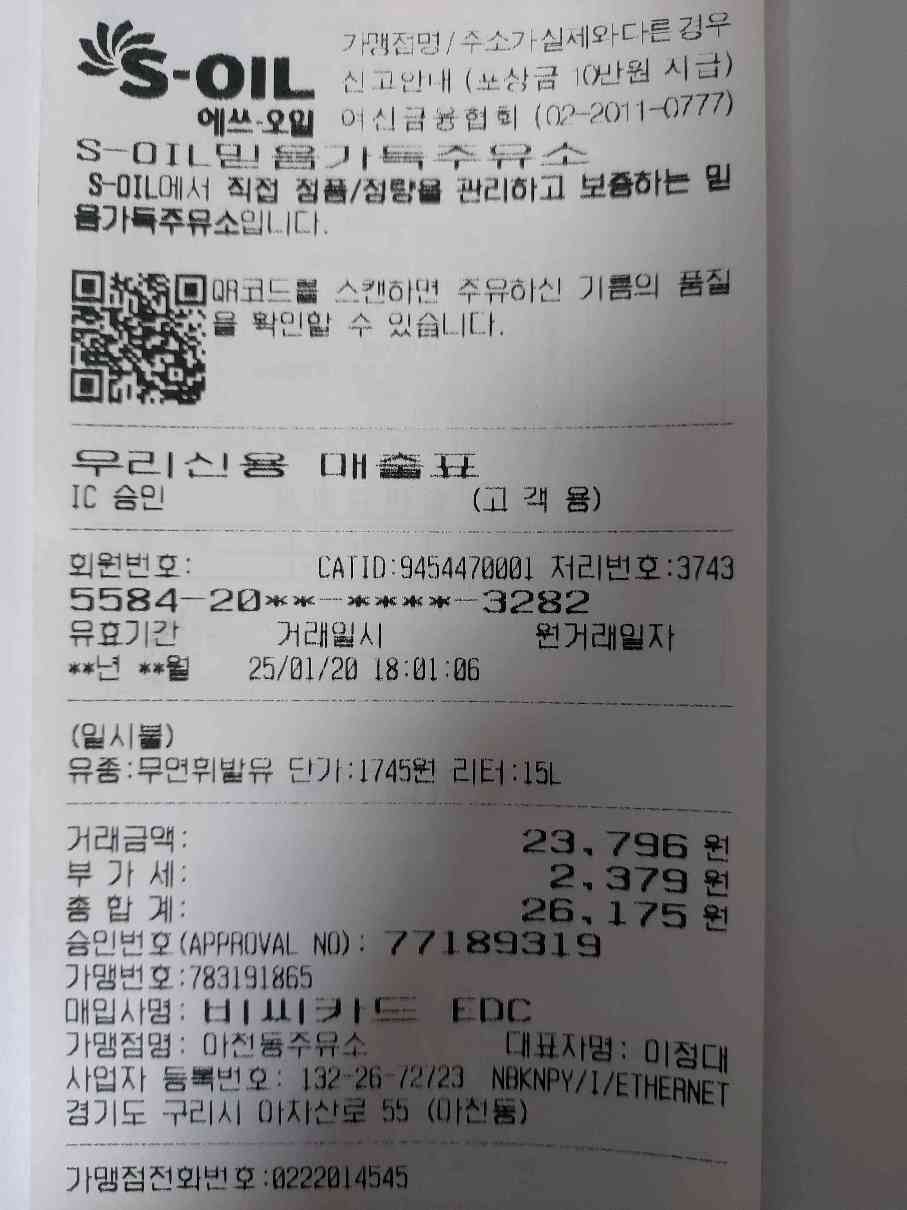 S-OIL
에쓰-오일
가맹점명/주소가실제와다른경우
신고안내 (포상금 10만원 지급)
여신금융협회 (02-2011-0777)
S-OIL믿음가득주유소
S-OIL에서 직접 정품/정량을 관리하고 보증하는 믿
음가득주유소입니다.
QR코드를 스캔하면 주유하신 기름의 품질
을 확인할 수 있습니다.
우리신용 매출표
IC 승인 (고 객 용)
회원번호: CATID:9454470001 저리번호:3743
5584-20**-****-3282
유효기간 거래일시 원거래일자
**년 **월 25/01/20 18:01:06
(일시불)
유종:무연휘발유 단가:1745원 리터:15L
거래금액: 23,796 원
부 가 세: 2,379 원
총 합 계: 26,175 원
승인번호(APPROVAL NO): 77189319
가맹번호:783191865
매입사명: 비씨카드 EDC
가맹점명: 아천동주유소 대표자명: 이정대
사업자 등록번호: 132-26-72723 NBKNPY/I/ETHERNET
경기도 구리시 아차산로 55 (아천동)
가맹점전화번호:0222014545